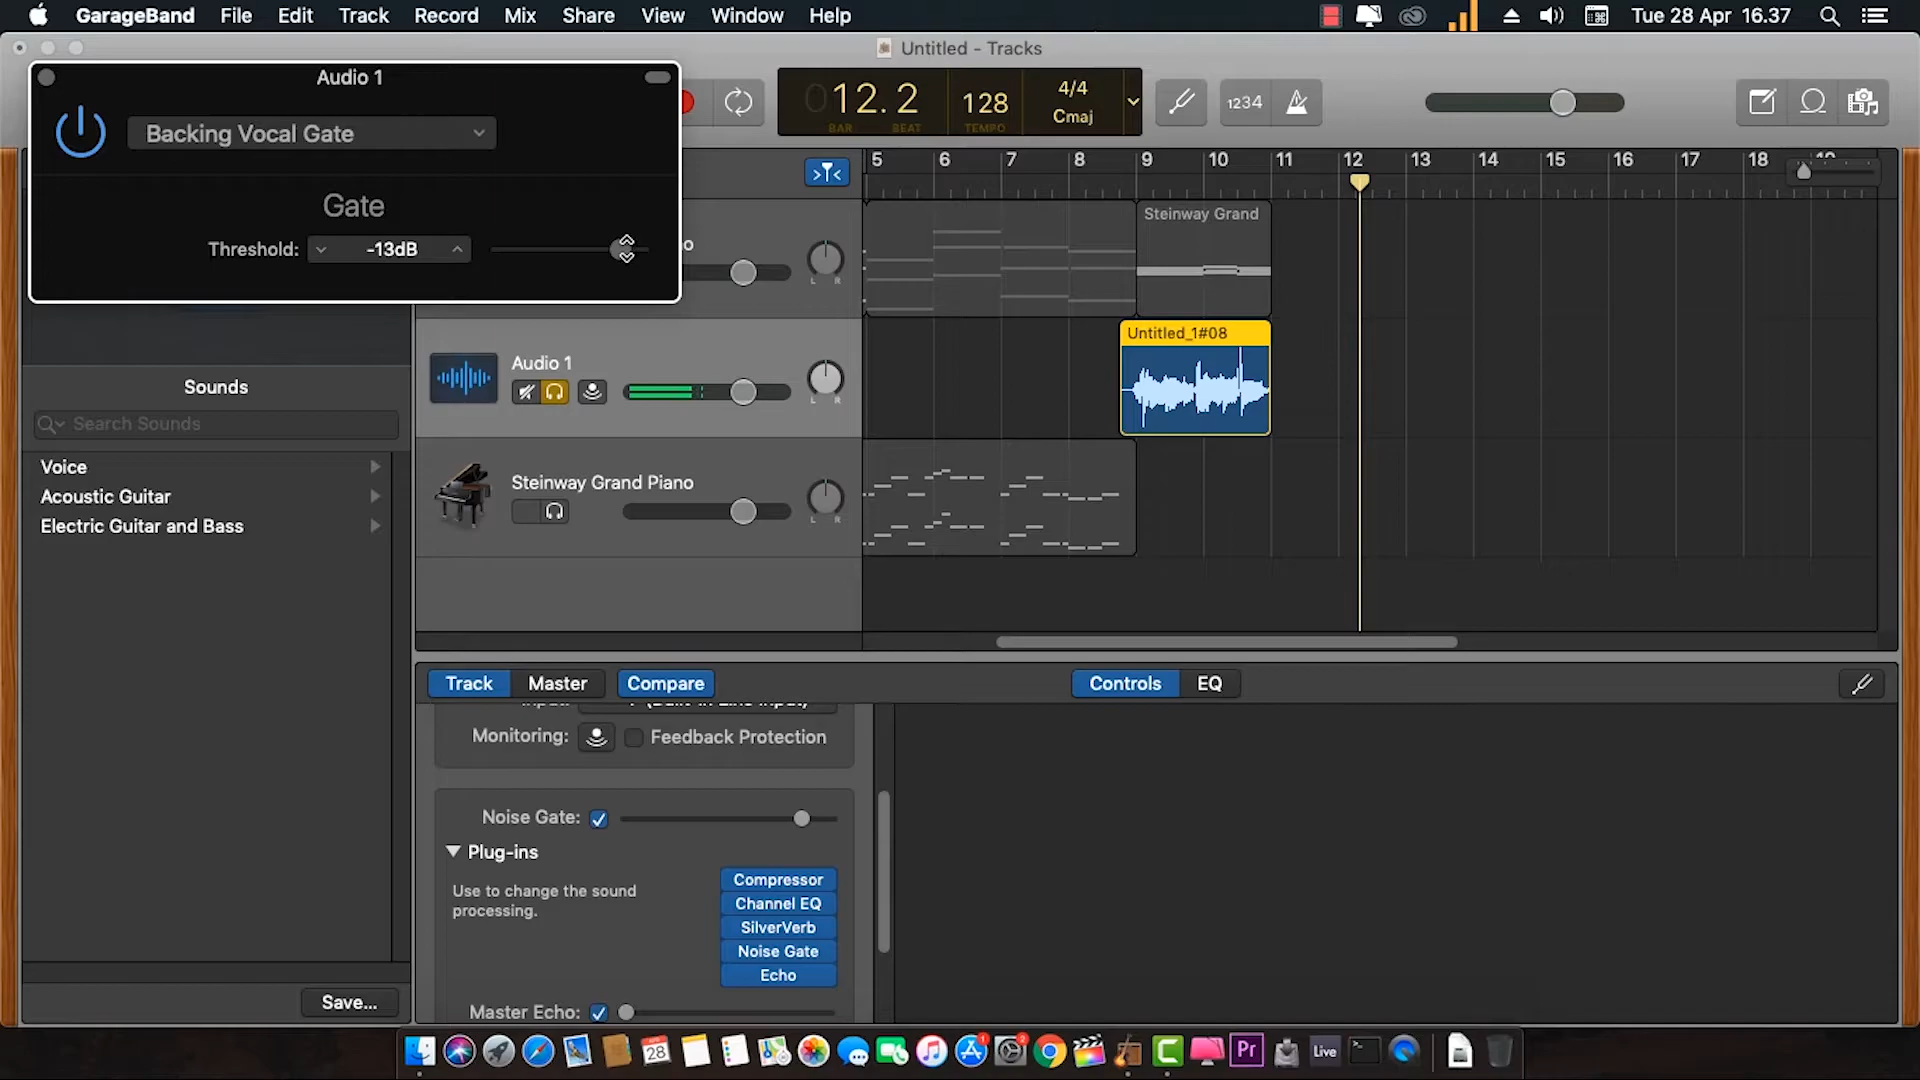 GarageBand File Edit Track Record Mix Share View Window Help Tue 28 Apr 16.37
Untitled - Tracks
Audio 1
Backing Vocal Gate
Gate
Threshold: -13dB
012.2 128 4/4
Cmaj
BAR BEAT TEMPO
1234
5 6 7 8 9 10 11 12 13 14 15 16 17 18
Steinway Grand
L R
Untitled_1#08
Audio 1
L R
Steinway Grand Piano
L R
Sounds
Search Sounds
Voice
Acoustic Guitar
Electric Guitar and Bass
Save...
Track Master Compare Controls EQ
Monitoring: Feedback Protection
Noise Gate:
Plug-ins
Use to change the sound
processing.
Compressor
Channel EQ
SilverVerb
Noise Gate
Echo
Master Echo:
28 Pr Live